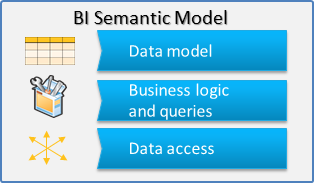 BI Semantic Model
Data model
Business logic
and queries
Data access